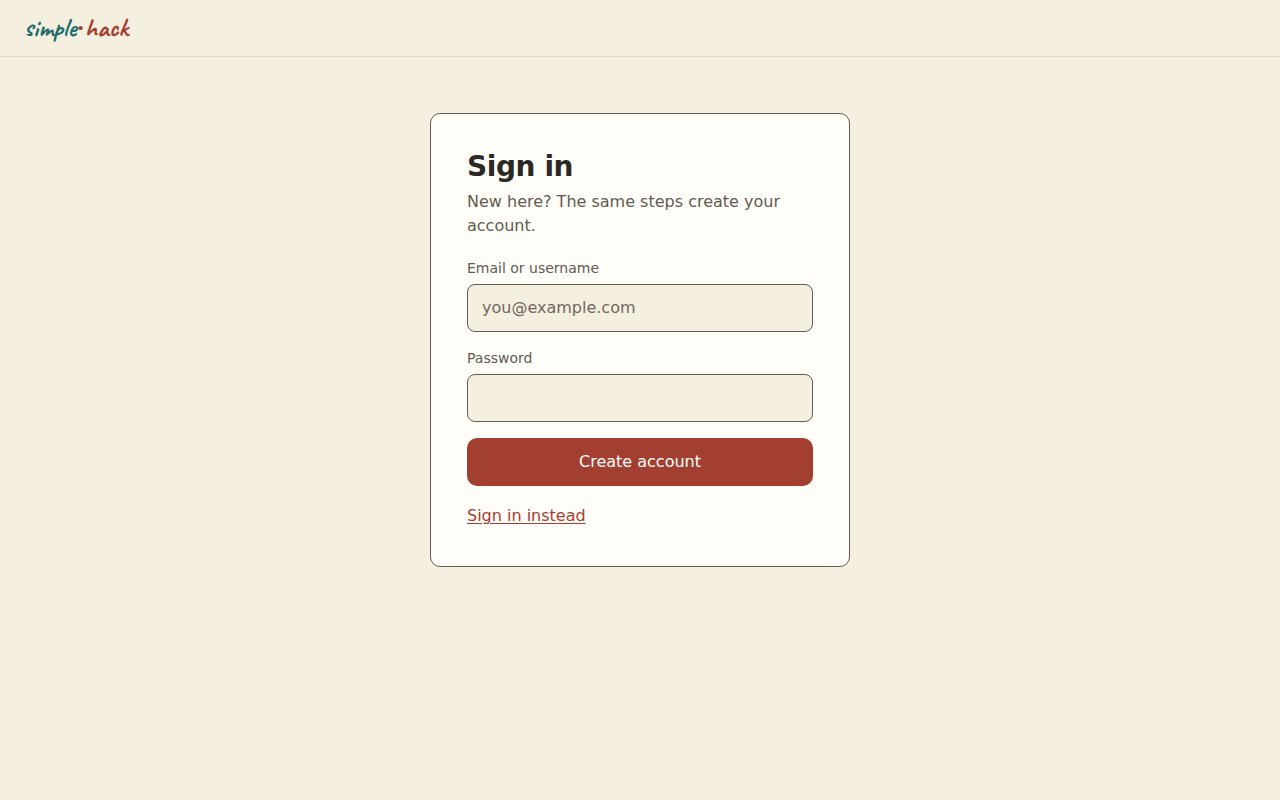 simple·hack
Sign in
New here? The same steps create your
account.
Email or username
you@example.com
Password
Create account
Sign in instead